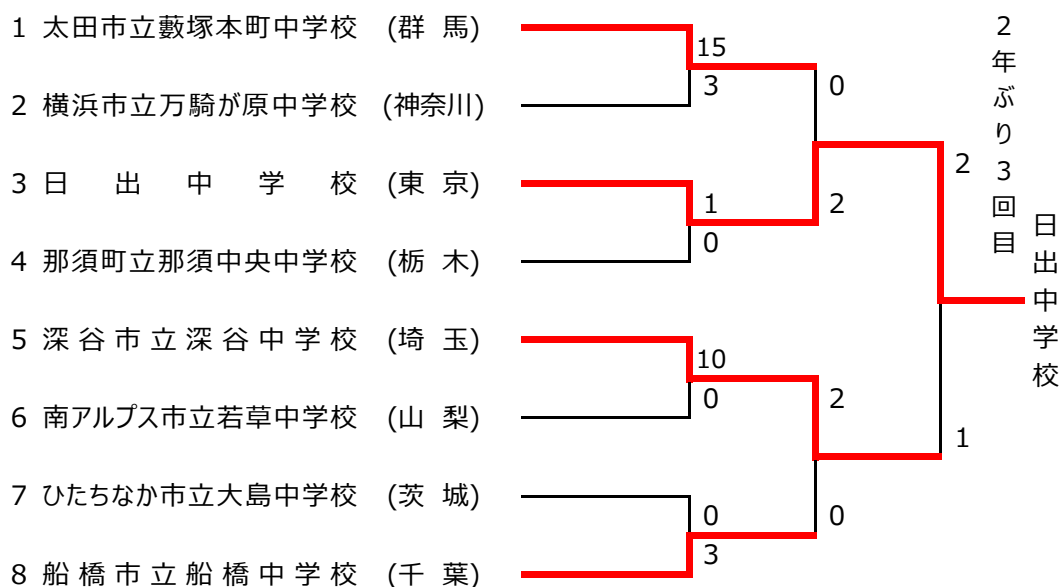 1 太田市立藪塚本町中学校 (群 馬)
2 横浜市立万騎が原中学校 (神奈川)
3 日 出 中 学 校 (東 京)
4 那須町立那須中央中学校 (栃 木)
5 深谷市立深谷中学校 (埼 玉)
6 南アルプス市立若草中学校 (山 梨)
7 ひたちなか市立大島中学校 (茨 城)
8 船橋市立船橋中学校 (千 葉)
15
3
1
0
10
0
0
3
0
2
2
0
2
1
2年ぶり3回目
日出中学校